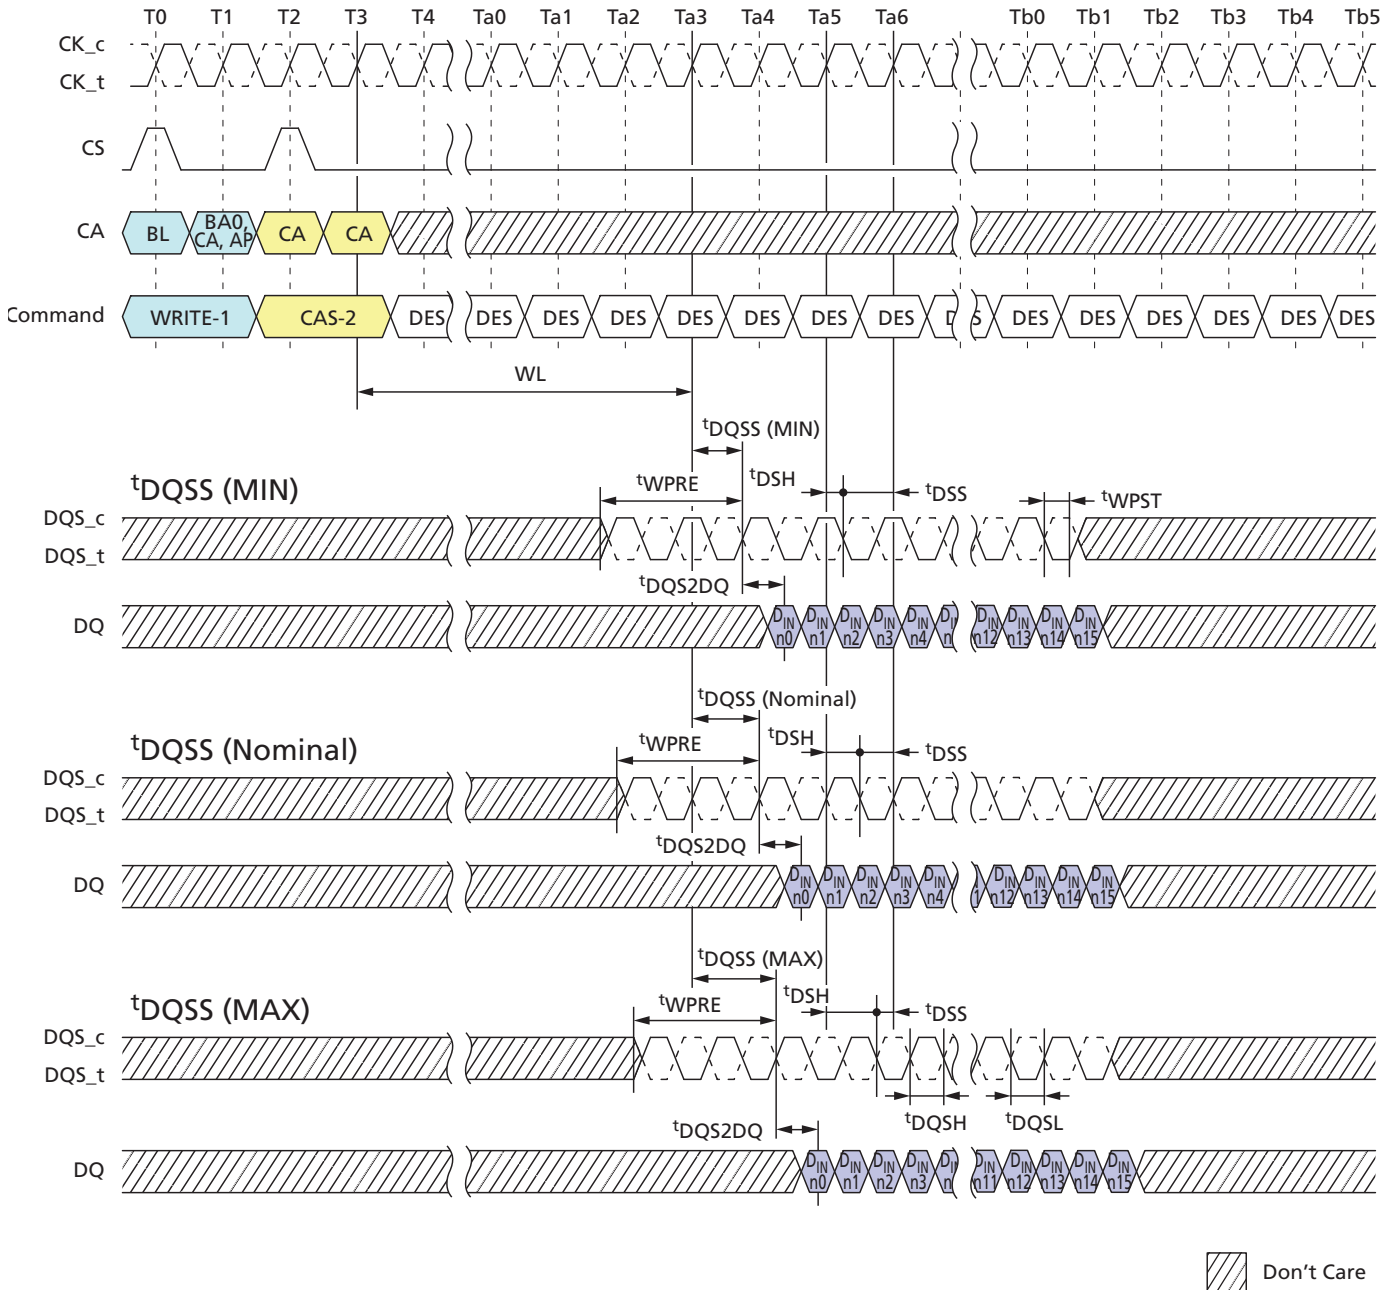 T0 T1 T2 T3 T4 Ta0 Ta1 Ta2 Ta3 Ta4 Ta5 Ta6 Tb0 Tb1 Tb2 Tb3 Tb4 Tb5
CK_c
CK_t
CS
CA BL BA0, CA, AP CA CA
Command WRITE-1 CAS-2 DES DES DES DES DES DES DES DES DES DES DES DES DES
WL
tDQSS (MIN)
tDQSS (MIN) tWPRE tDSH tDSS tWPST
DQS_c
DQS_t
tDQS2DQ
DQ DIN n0 DIN n1 DIN n2 DIN n3 DIN n4 DIN n DIN n12 DIN n13 DIN n14 DIN n15
tDQSS (Nominal)
tDQSS (Nominal) tWPRE tDSH tDSS
DQS_c
DQS_t
tDQS2DQ
DQ DIN n0 DIN n1 DIN n2 DIN n3 DIN n4 DIN n12 DIN n13 DIN n14 DIN n15
tDQSS (MAX)
tDQSS (MAX) tWPRE tDSH tDSS
DQS_c
DQS_t
tDQSH tDQSL
tDQS2DQ
DQ DIN n0 DIN n1 DIN n2 DIN n3 DIN n DIN n11 DIN n12 DIN n13 DIN n14 DIN n15
Don't Care